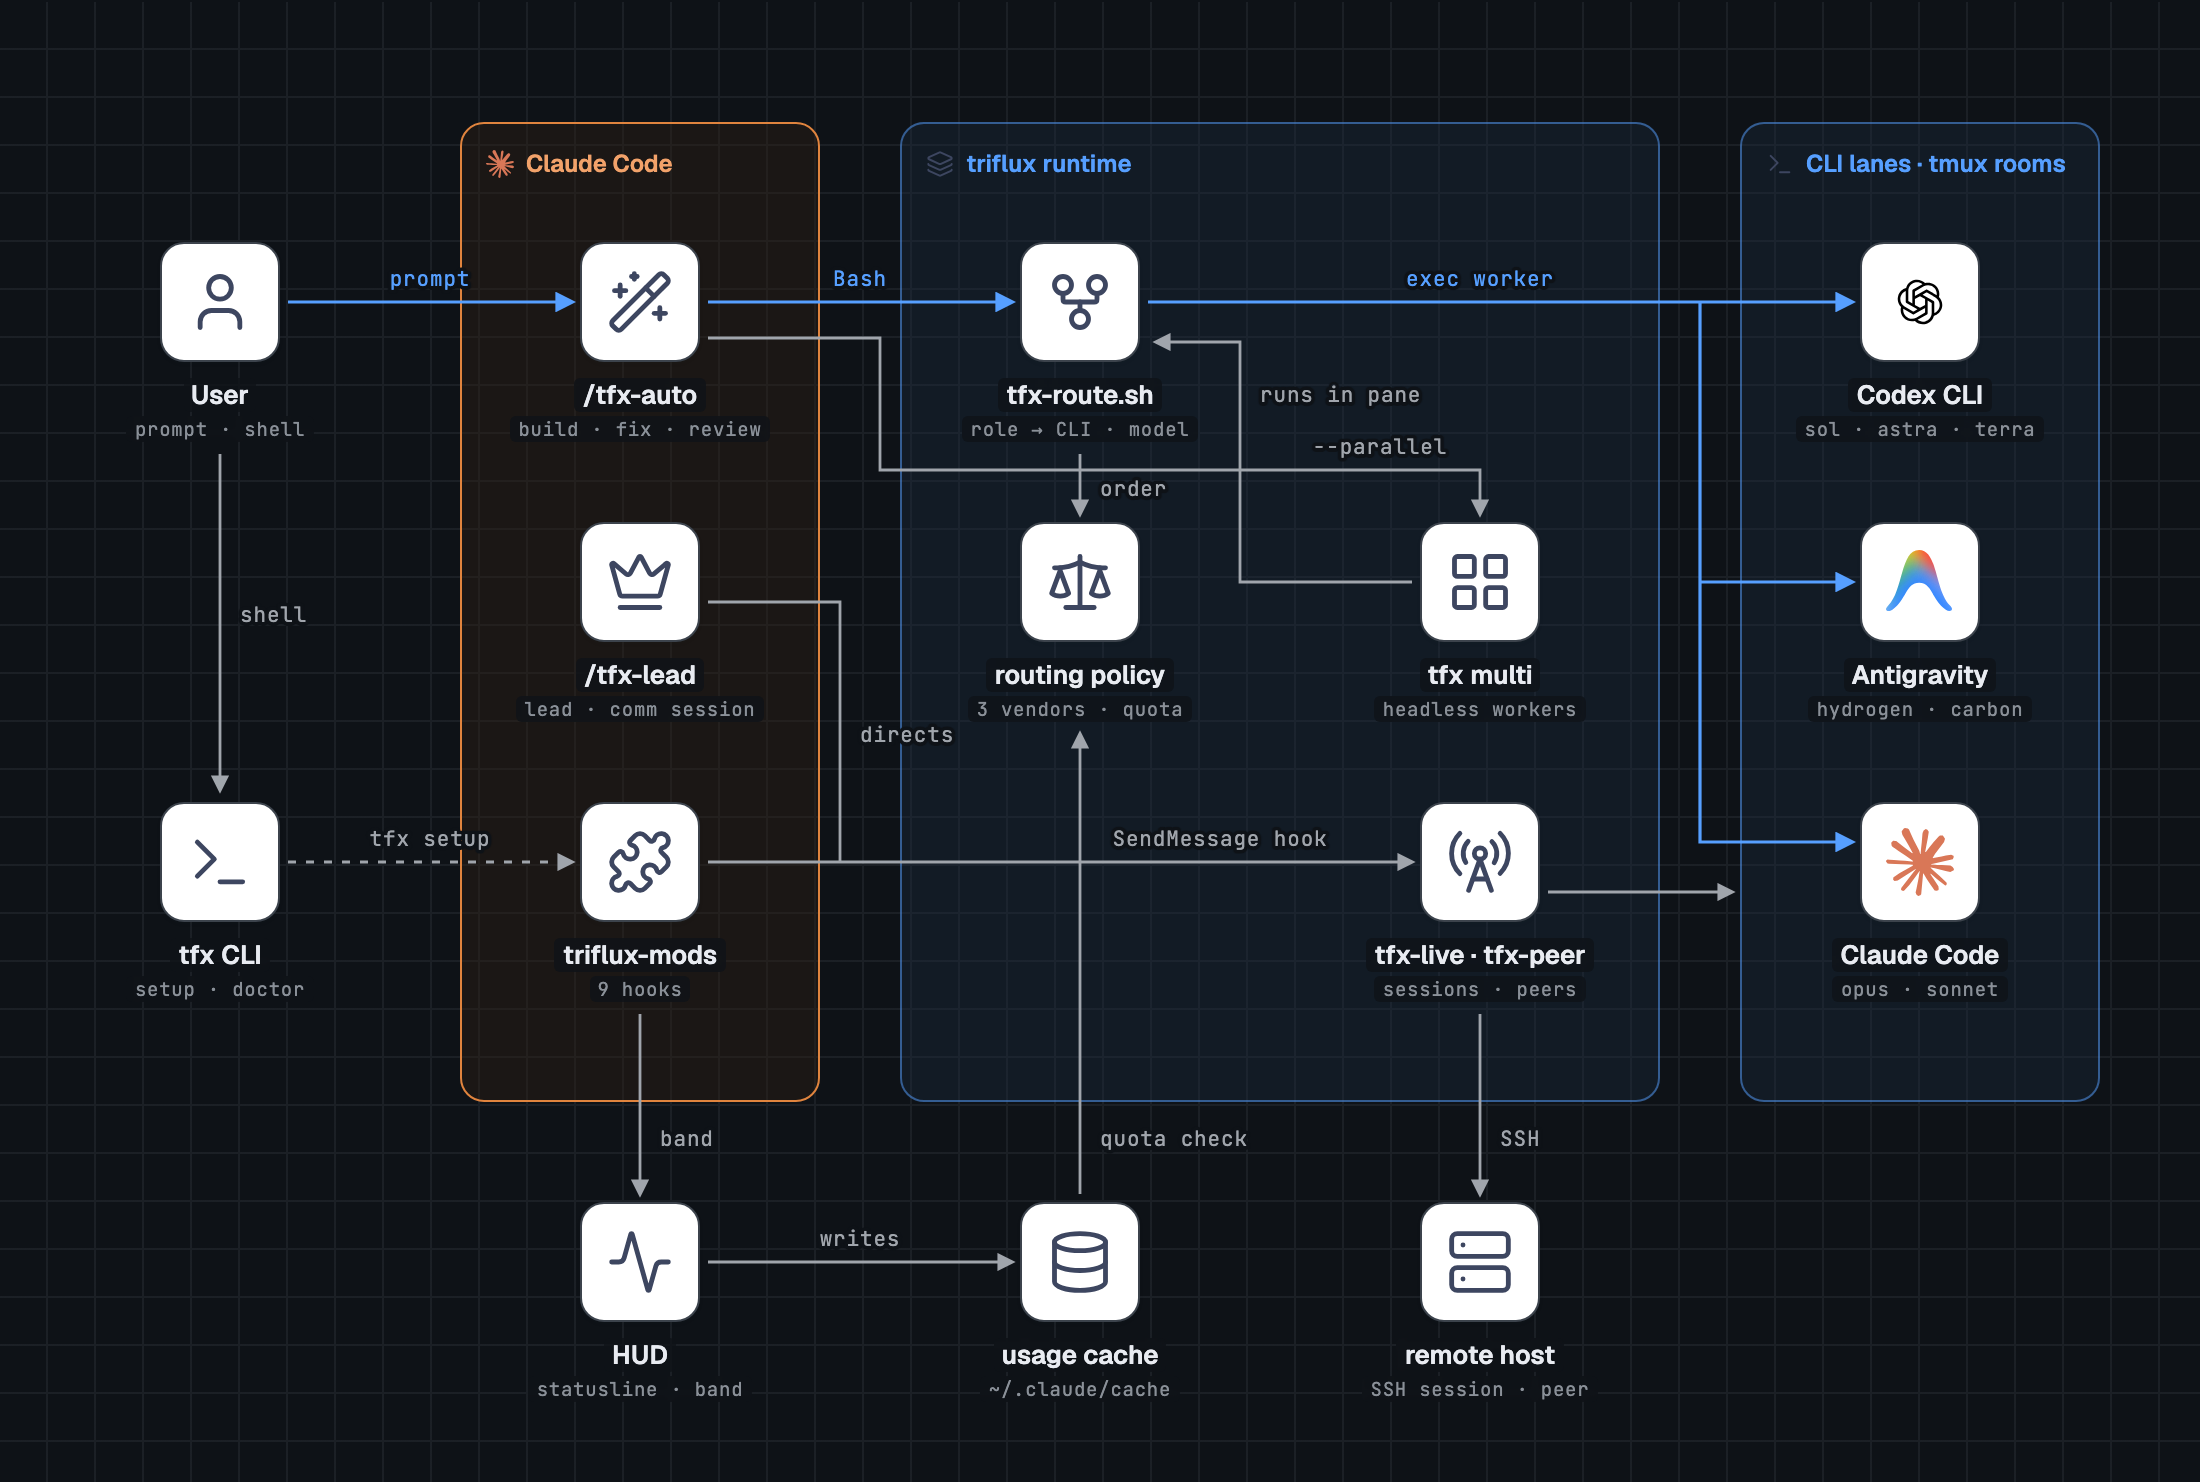 Claude Code
triflux runtime
CLI lanes · tmux rooms
prompt
Bash
exec worker
User
prompt · shell
/tfx-auto
build · fix · review
tfx-route.sh
role → CLI · model
runs in pane
--parallel
Codex CLI
sol · astra · terra
order
shell
/tfx-lead
lead · comm session
routing policy
3 vendors · quota
tfx multi
headless workers
Antigravity
hydrogen · carbon
directs
tfx setup
SendMessage hook
tfx CLI
setup · doctor
triflux-mods
9 hooks
tfx-live · tfx-peer
sessions · peers
Claude Code
opus · sonnet
band
quota check
SSH
writes
HUD
statusline · band
usage cache
~/.claude/cache
remote host
SSH session · peer